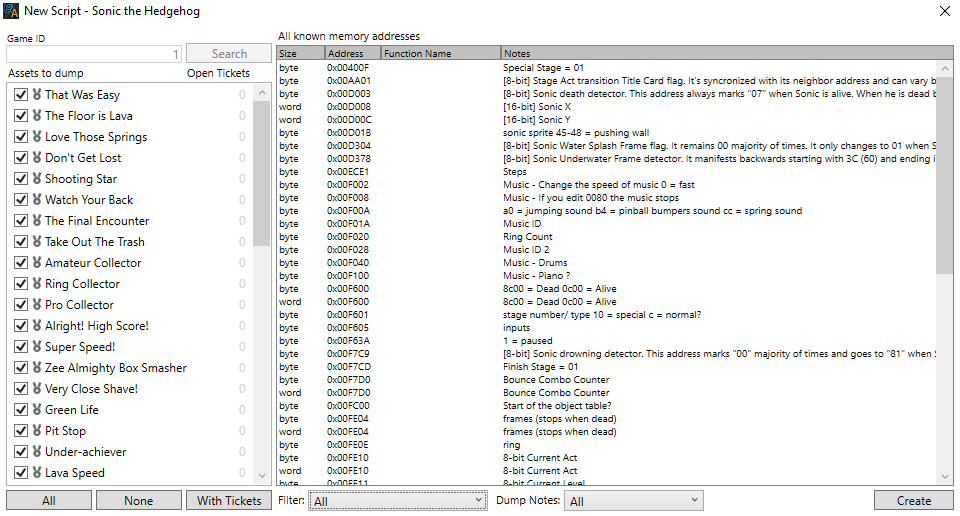 New Script - Sonic the Hedgehog
Game ID
1 Search
Assets to dump Open Tickets
That Was Easy 0
The Floor is Lava 0
Love Those Springs 0
Don't Get Lost 0
Shooting Star 0
Watch Your Back 0
The Final Encounter 0
Take Out The Trash 0
Amateur Collector 0
Ring Collector 0
Pro Collector 0
Alright! High Score! 0
Super Speed! 0
Zee Almighty Box Smasher 0
Very Close Shave! 0
Green Life 0
Pit Stop 0
Under-achiever 0
Lava Speed 0
All None With Tickets
All known memory addresses
Size Address Function Name Notes
byte 0x00400F Special Stage = 01
byte 0x00AA01 [8-bit] Stage Act transition Title Card flag. It's syncronized with its neighbor address and can vary b
byte 0x00D003 [8-bit] Sonic death detector. This address always marks "07" when Sonic is alive. When he is dead b
word 0x00D008 [16-bit] Sonic X
word 0x00D00C [16-bit] Sonic Y
byte 0x00D01B sonic sprite 45-48 = pushing wall
byte 0x00D304 [8-bit] Sonic Water Splash Frame flag. It remains 00 majority of times. It only changes to 01 when S
byte 0x00D378 [8-bit] Sonic Underwater Frame detector. It manifests backwards starting with 3C (60) and ending i
byte 0x00ECE1 Steps
byte 0x00F002 Music - Change the speed of music 0 = fast
byte 0x00F008 Music - If you edit 0080 the music stops
byte 0x00F00A a0 = jumping sound b4 = pinball bumpers sound cc = spring sound
byte 0x00F01A Music ID
byte 0x00F020 Ring Count
byte 0x00F028 Music ID 2
byte 0x00F040 Music - Drums
byte 0x00F100 Music - Piano ?
byte 0x00F600 8c00 = Dead 0c00 = Alive
word 0x00F600 8c00 = Dead 0c00 = Alive
byte 0x00F601 stage number/ type 10 = special c = normal?
byte 0x00F605 inputs
byte 0x00F63A 1 = paused
byte 0x00F7C9 [8-bit] Sonic drowning detector. This address marks "00" majority of times and goes to "81" when S
byte 0x00F7CD Finish Stage = 01
byte 0x00F7D0 Bounce Combo Counter
word 0x00F7D0 Bounce Combo Counter
byte 0x00FC00 Start of the object table?
byte 0x00FE04 frames (stops when dead)
word 0x00FE04 frames (stops when dead)
byte 0x00FE0E ring
byte 0x00FE10 8-bit Current Act
word 0x00FE10 8-bit Current Act
byte 0x00FE11 8-bit Current Level
Filter: All Dump Notes: All Create